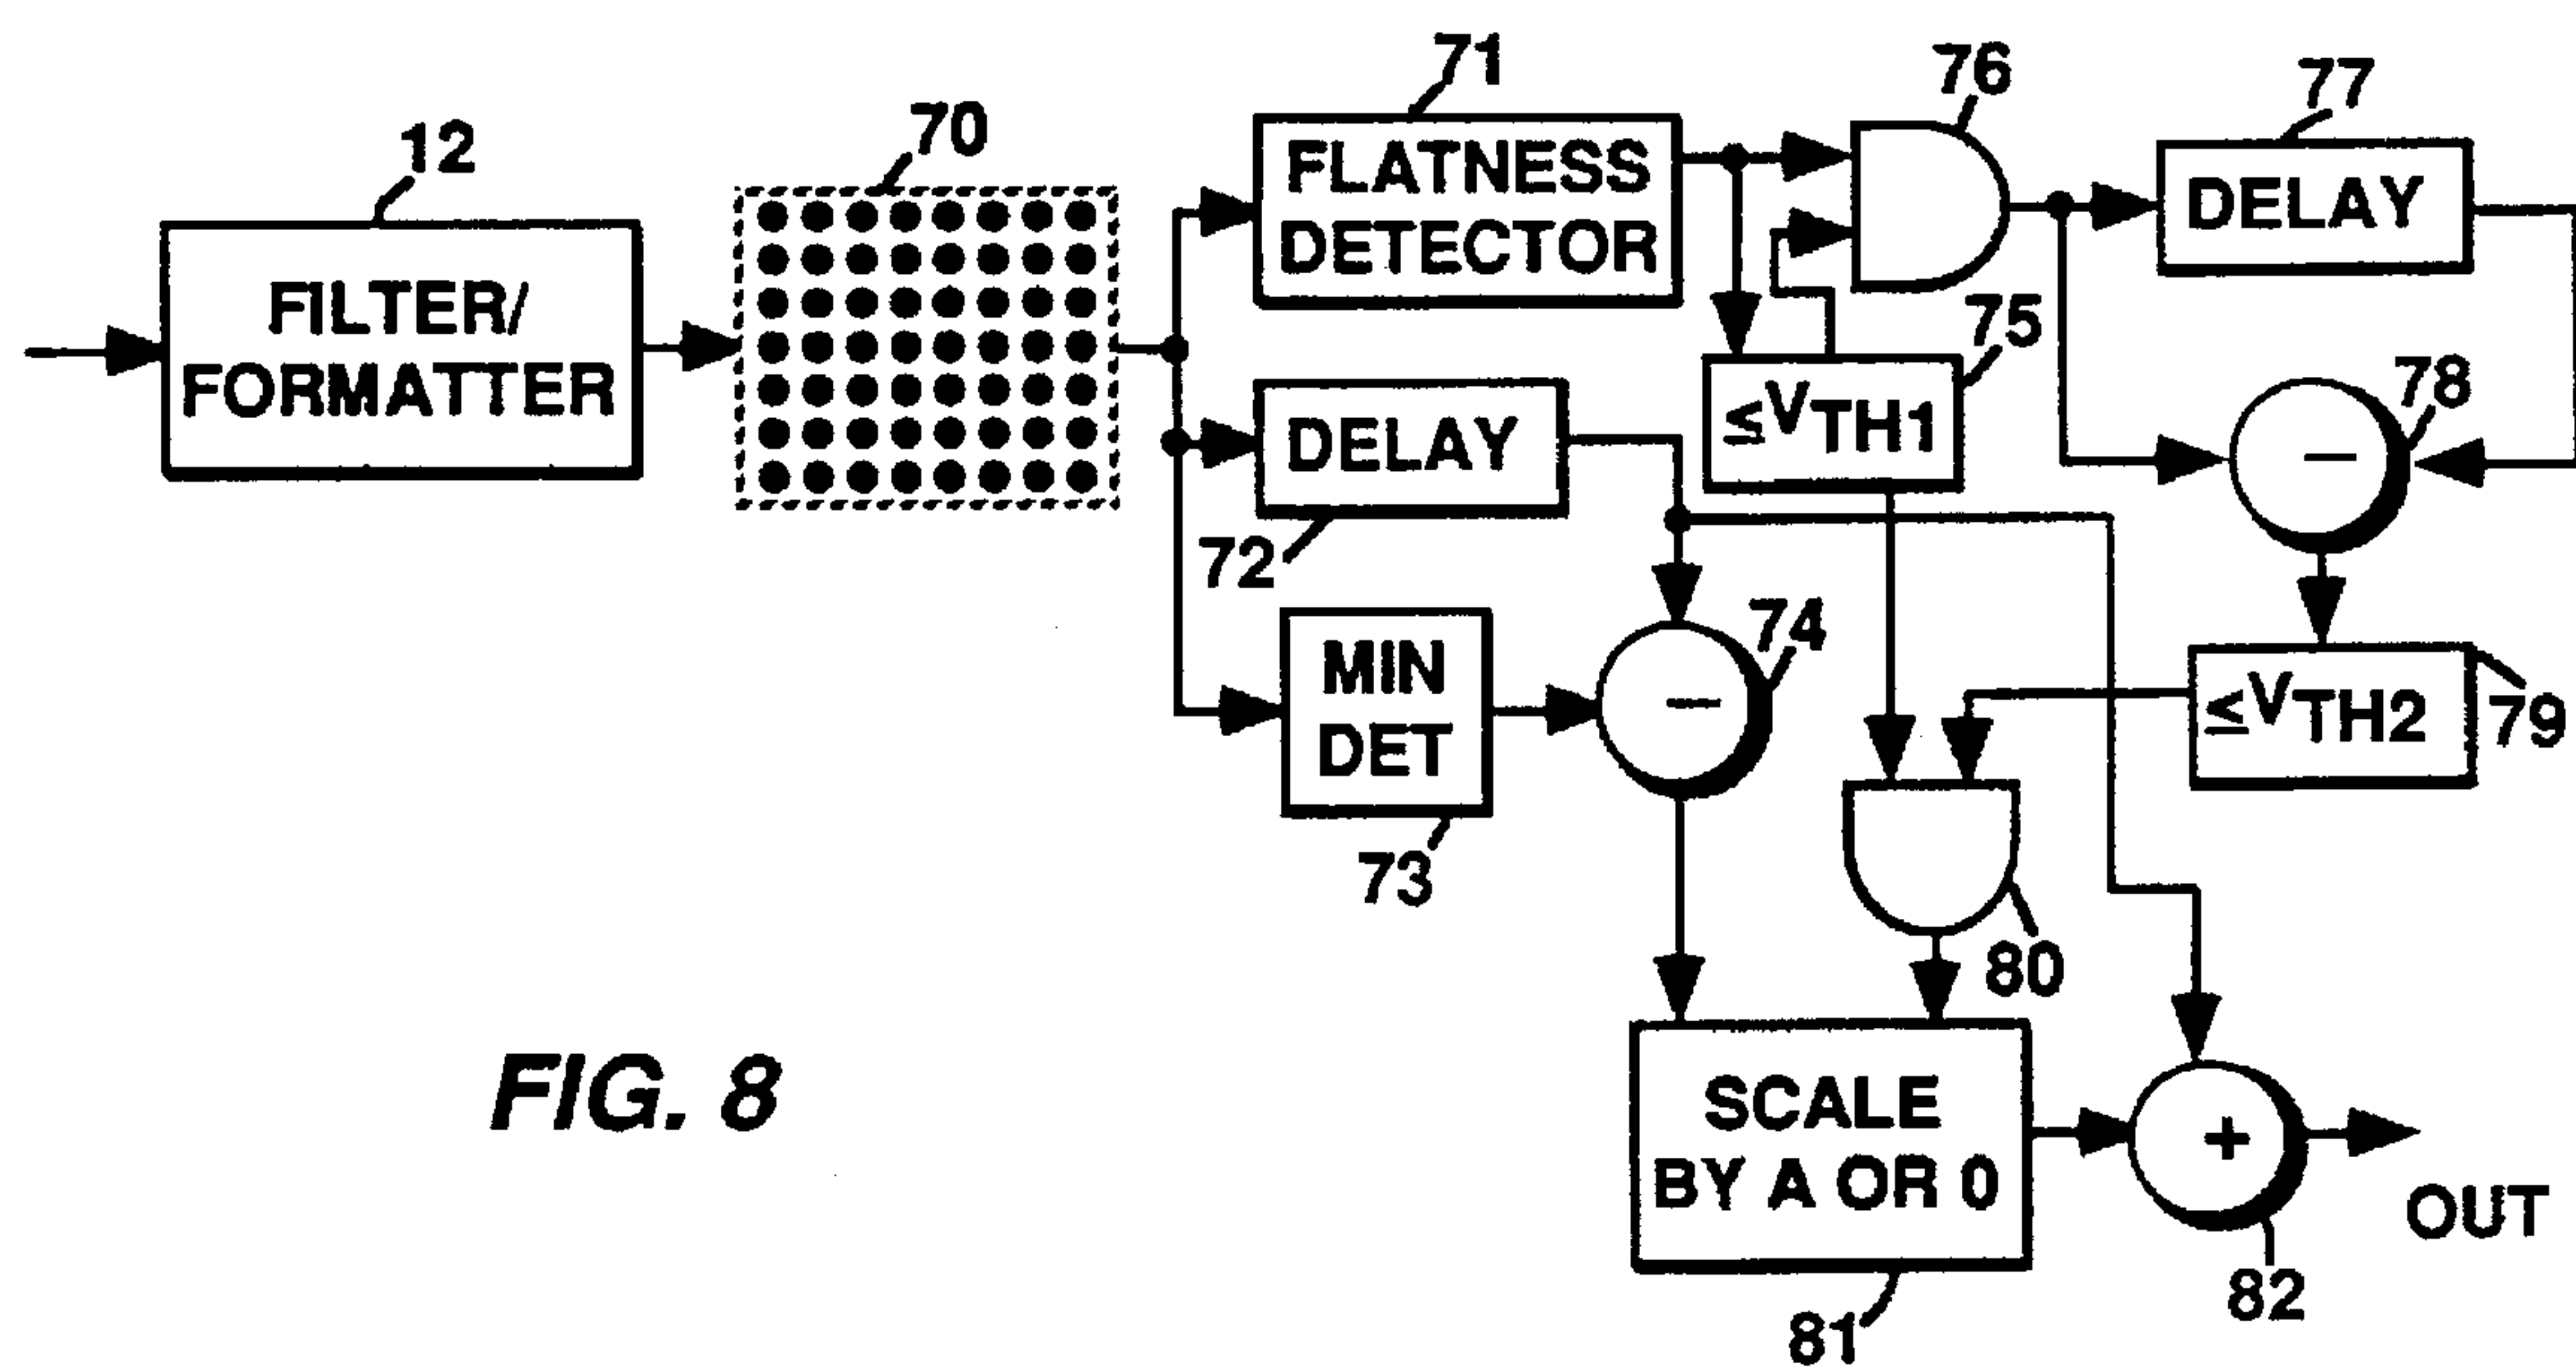 12
FILTER/
FORMATTER
70
71
FLATNESS
DETECTOR
76
77
DELAY
75
≤VTH1
72
DELAY
78
−
73
MIN
DET
74
−
79
≤VTH2
80
81
SCALE
BY A OR 0
82
+
OUT
FIG. 8